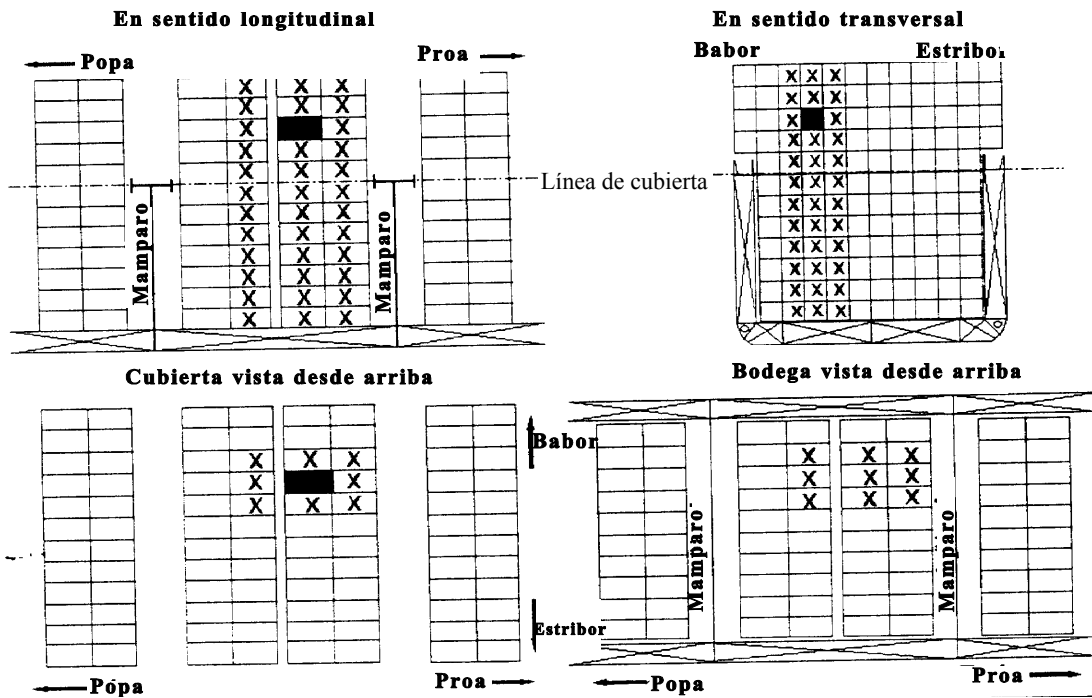 En sentido longitudinal
Popa
Proa
X X X
X X X
X X
X X X
X X X
X X X
X X X
X X X
X X X
X X X
X X X
X X X
Mamparo
Mamparo
En sentido transversal
Babor
Estribor
X X X
X X X
X X
X X X
X X X
X X X
X X X
X X X
X X X
X X X
X X X
X X X
Línea de cubierta
Cubierta vista desde arriba
Babor
X X X
X X
X X X
Estribor
Popa
Proa
Bodega vista desde arriba
X X X
X X X
X X X
Mamparo
Mamparo
Popa
Proa